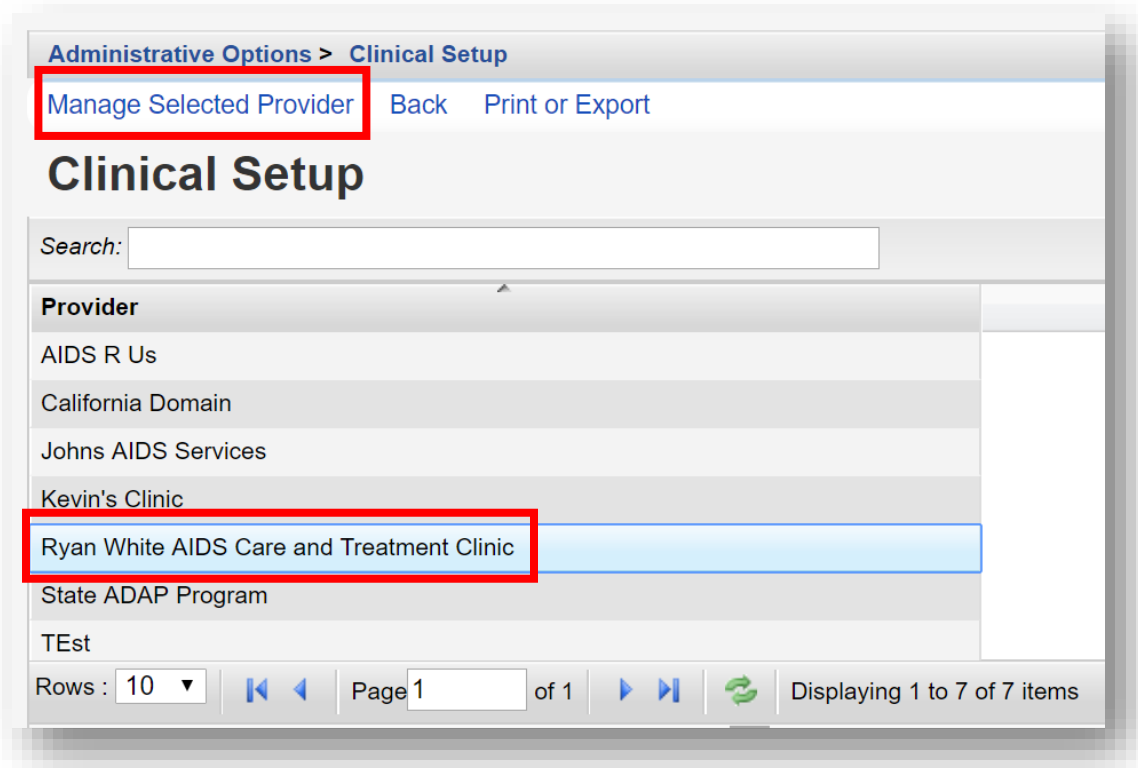 Administrative Options > Clinical Setup
Manage Selected Provider Back Print or Export
Clinical Setup
Search:
Provider
AIDS R Us
California Domain
Johns AIDS Services
Kevin's Clinic
Ryan White AIDS Care and Treatment Clinic
State ADAP Program
TEst
Rows : 10 Page 1 of 1 Displaying 1 to 7 of 7 items